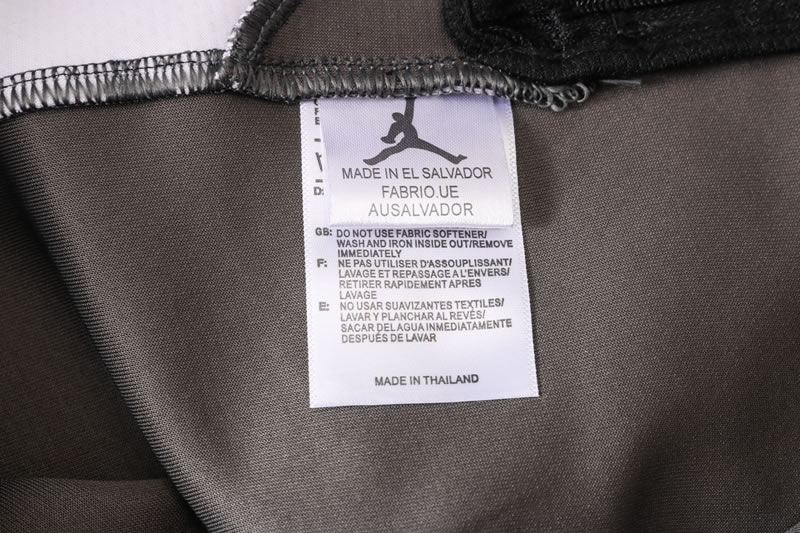 MADE IN EL SALVADOR
FABRIO.UE
AUSALVADOR
D:
GB: DO NOT USE FABRIC SOFTENER/
WASH AND IRON INSIDE OUT/REMOVE
IMMEDIATELY
F: NE PAS UTILISER D'ASSOUPLISSANT/
LAVAGE ET REPASSAGE A L'ENVERS/
RETIRER RAPIDEMENT APRES
LAVAGE
E: NO USAR SUAVIZANTES TEXTILES/
LAVAR Y PLANCHAR AL REVÉS/
SACAR DEL AGUA INMEDIATAMENTE
DESPUÉS DE LAVAR
MADE IN THAILAND